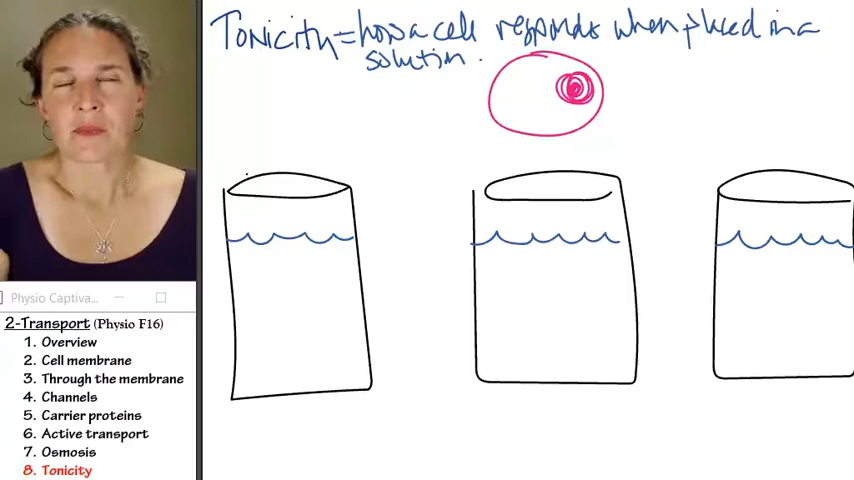 Tonicity = how a cell responds when placed in a
solution.
Physio Captiva...
2-Transport (Physio F16)
1. Overview
2. Cell membrane
3. Through the membrane
4. Channels
5. Carrier proteins
6. Active transport
7. Osmosis
8. Tonicity